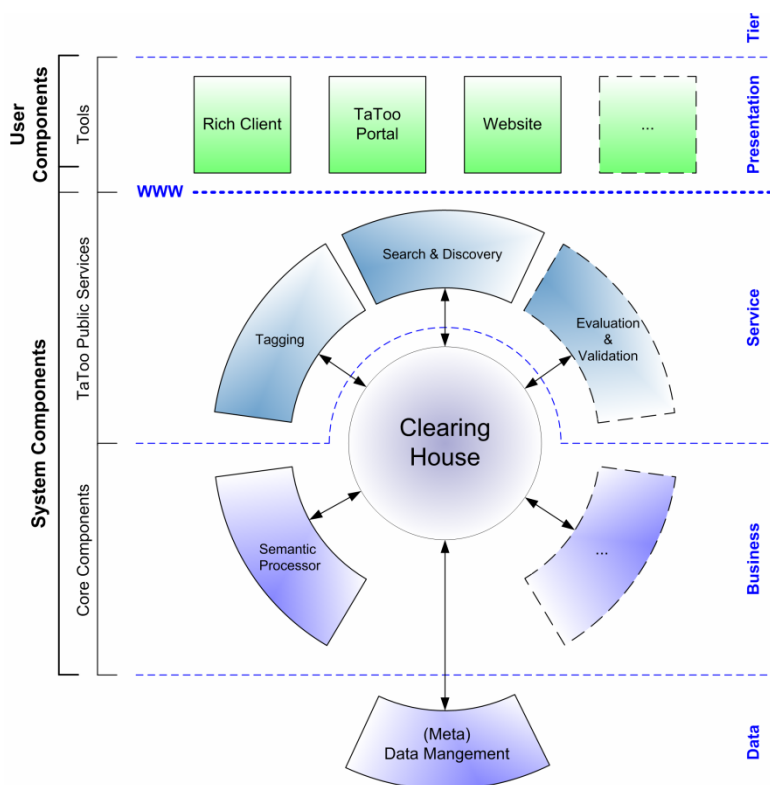 Tier
User
Components
Tools
Rich Client
TaToo
Portal
Website
...
Presentation
WWW
System Components
TaToo Public Services
Search & Discovery
Tagging
Evaluation
&
Validation
Service
Clearing
House
Core Components
Semantic
Processor
...
Business
(Meta)
Data Mangement
Data